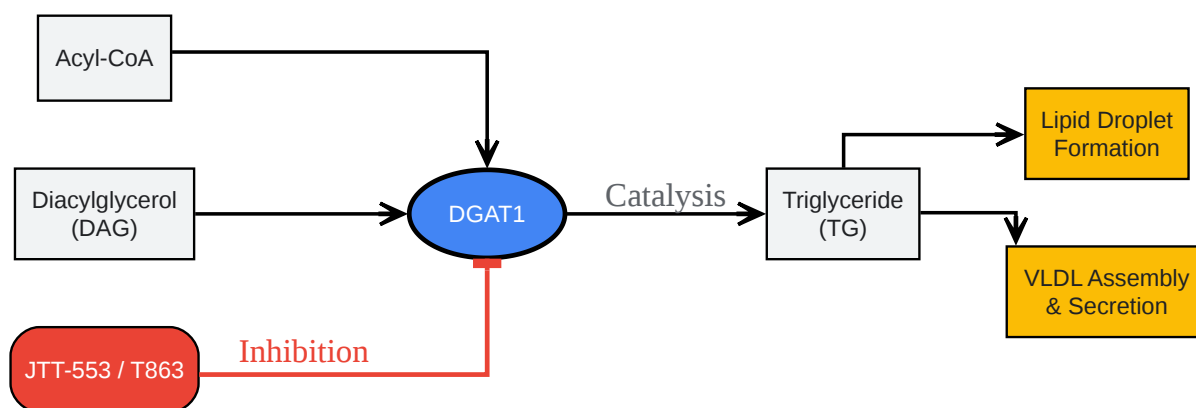 Acyl-CoA
Lipid Droplet
Formation
Diacylglycerol
(DAG)
DGAT1
Catalysis
Triglyceride
(TG)
VLDL Assembly
& Secretion
JTT-553 / T863
Inhibition